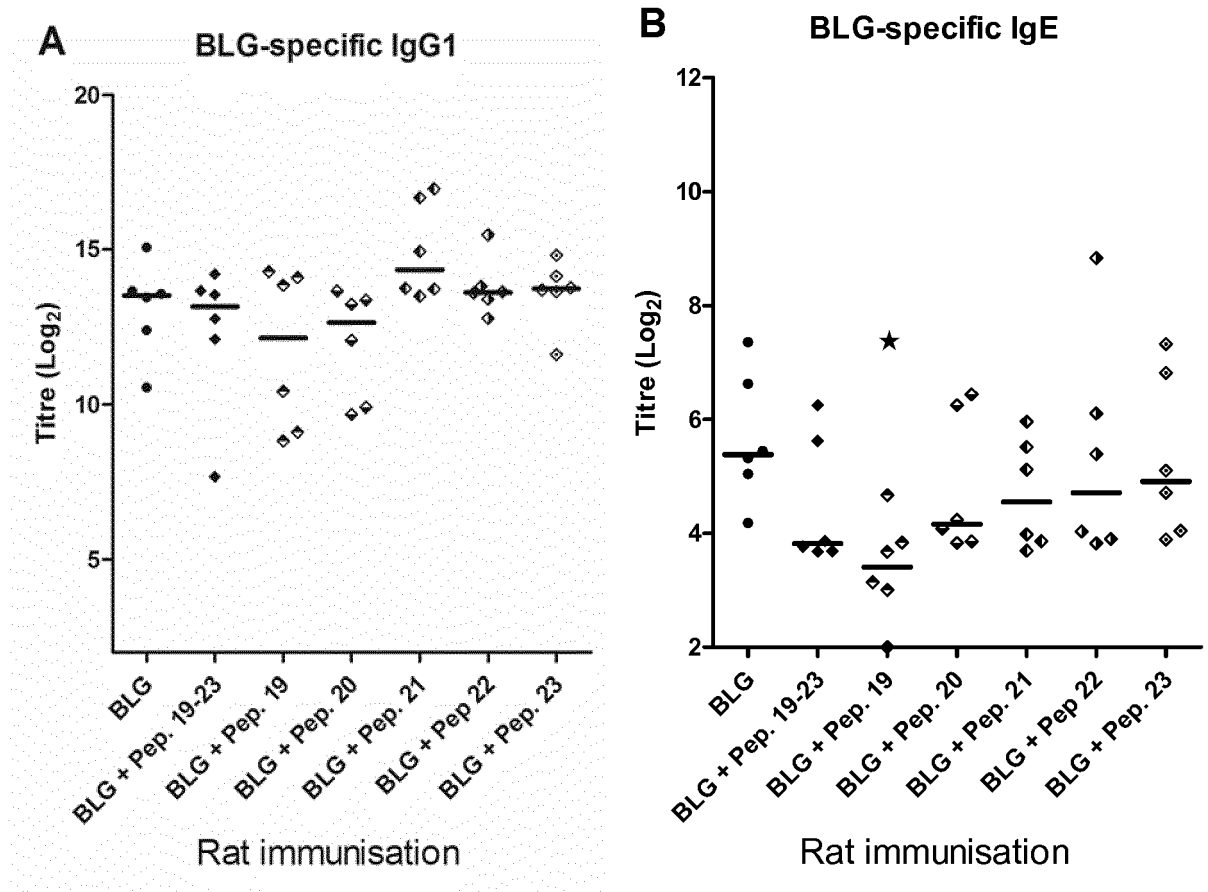 A
BLG-specific IgG1
20
15
10
5
Titre (Log2)
BLG
BLG + Pep. 19-23
BLG + Pep. 19
BLG + Pep. 20
BLG + Pep. 21
BLG + Pep 22
BLG + Pep. 23
Rat immunisation
B
BLG-specific IgE
12
10
8
6
4
2
Titre (Log2)
BLG
BLG + Pep. 19-23
BLG + Pep. 19
BLG + Pep. 20
BLG + Pep. 21
BLG + Pep 22
BLG + Pep. 23
Rat immunisation